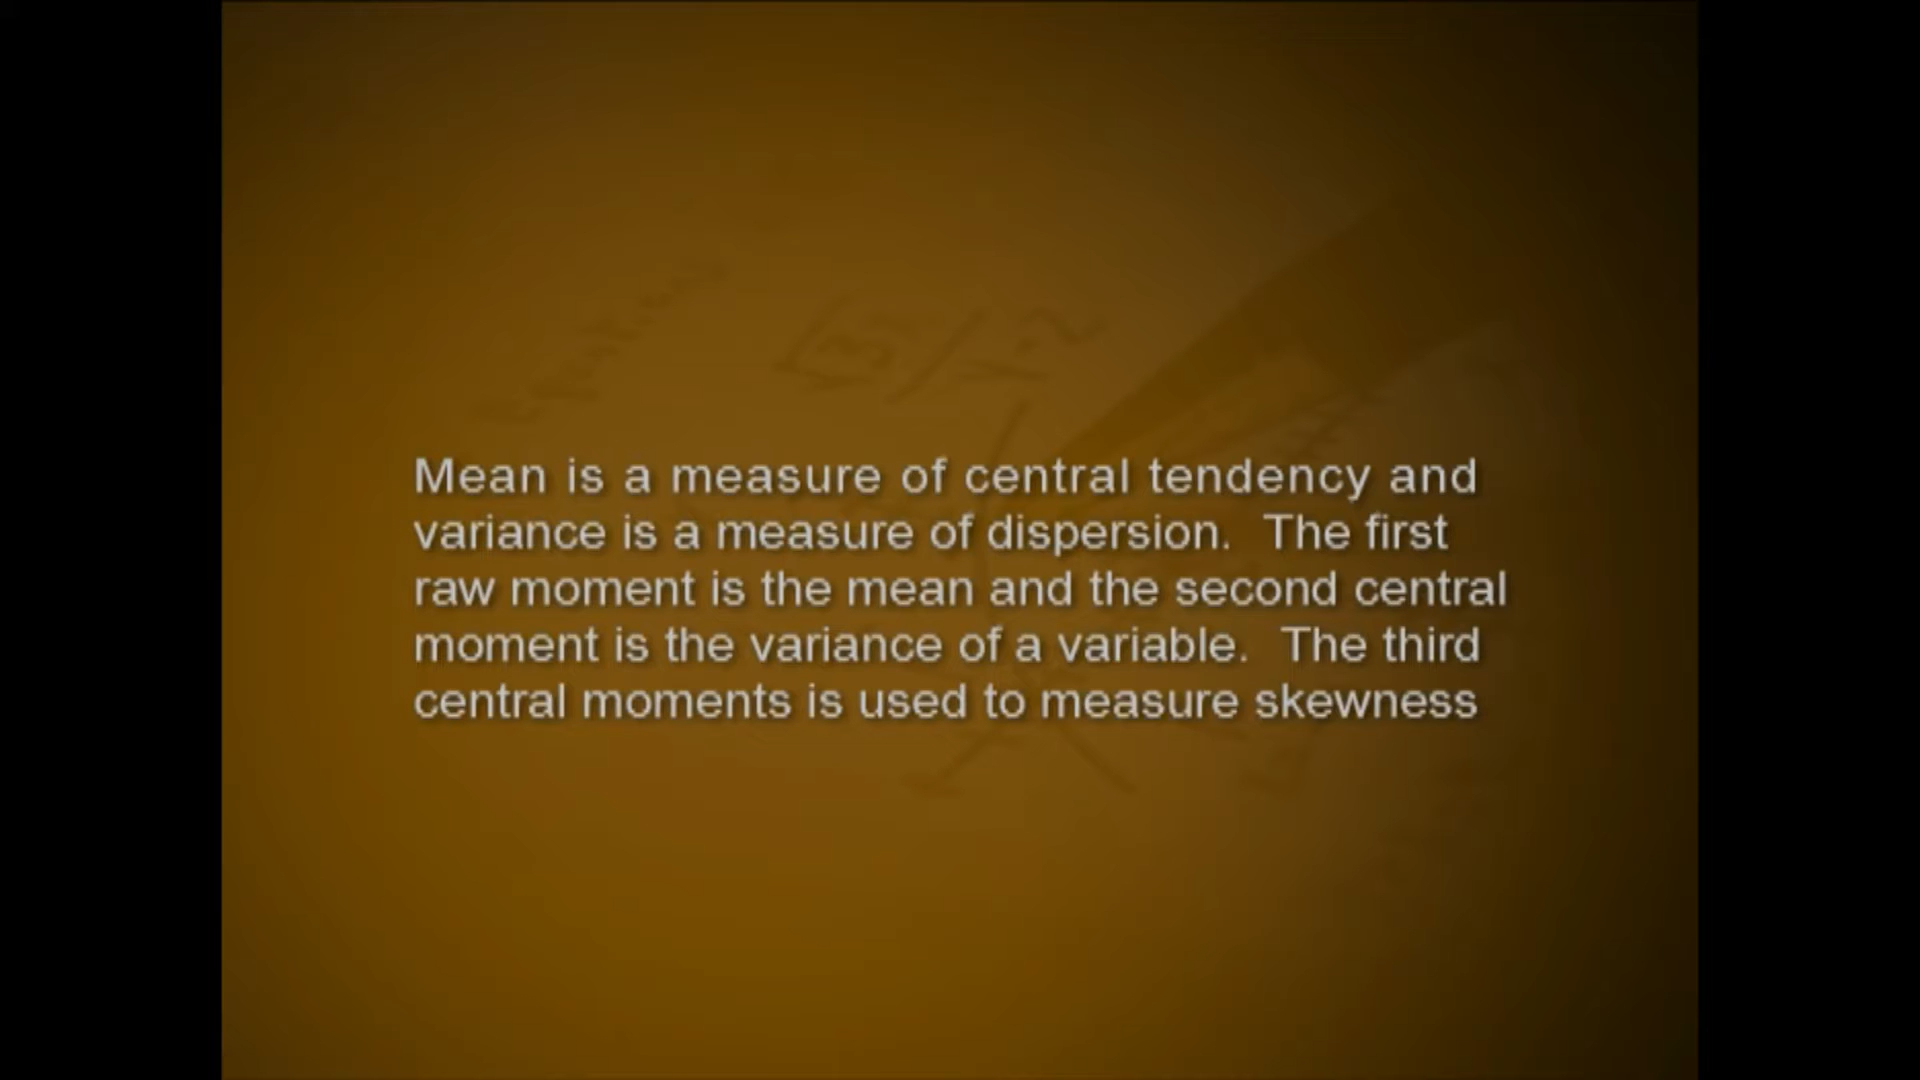 Mean is a measure of central tendency and
variance is a measure of dispersion. The first
raw moment is the mean and the second central
moment is the variance of a variable. The third
central moments is used to measure skewness